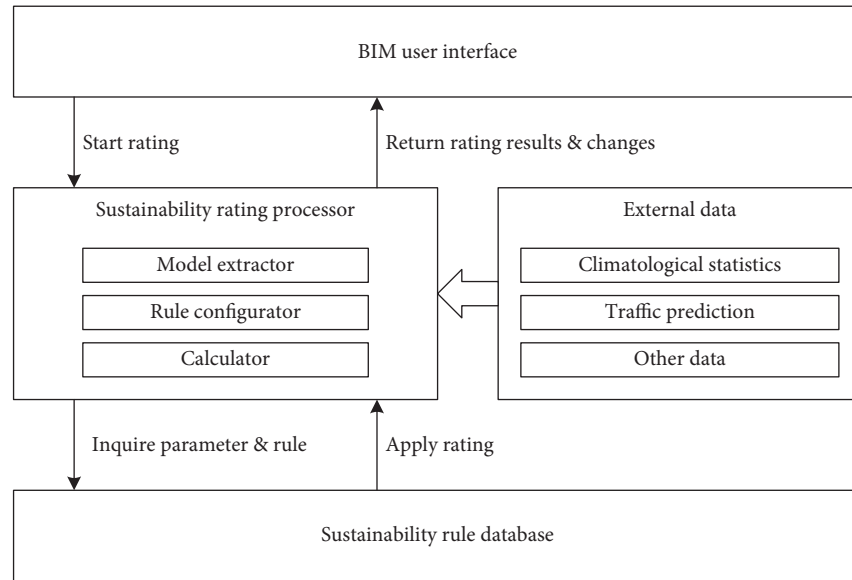 BIM user interface
Start rating
Return rating results & changes
Sustainability rating processor
Model extractor
Rule configurator
Calculator
External data
Climatological statistics
Traffic prediction
Other data
Inquire parameter & rule
Apply rating
Sustainability rule database